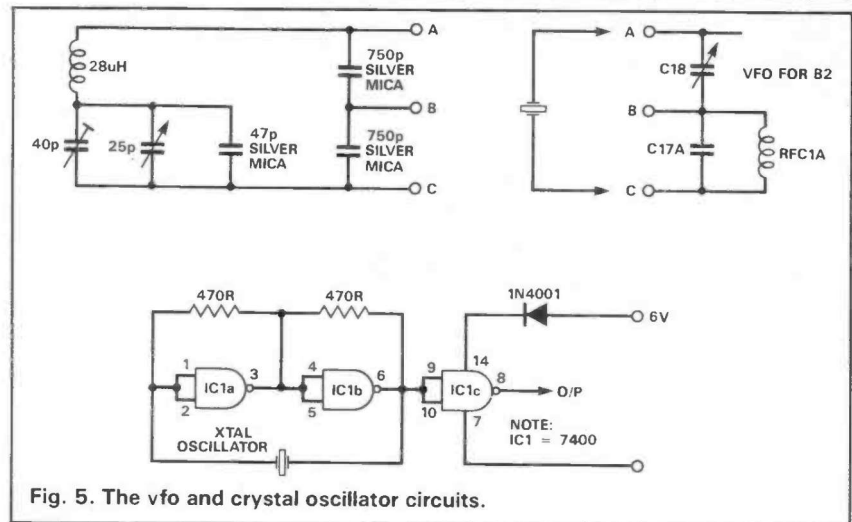 A
750p
SILVER
MICA
28uH
B
40p
25p
47p
SILVER
MICA
750p
SILVER
MICA
C
A
C18
VFO FOR B2
B
C17A
RFC1A
C
470R
470R
1N4001
6V
1
2
IC1a
3
4
5
IC1b
6
9
10
IC1c
14
8
7
O/P
XTAL
OSCILLATOR
NOTE:
IC1 = 7400
Fig. 5. The vfo and crystal oscillator circuits.